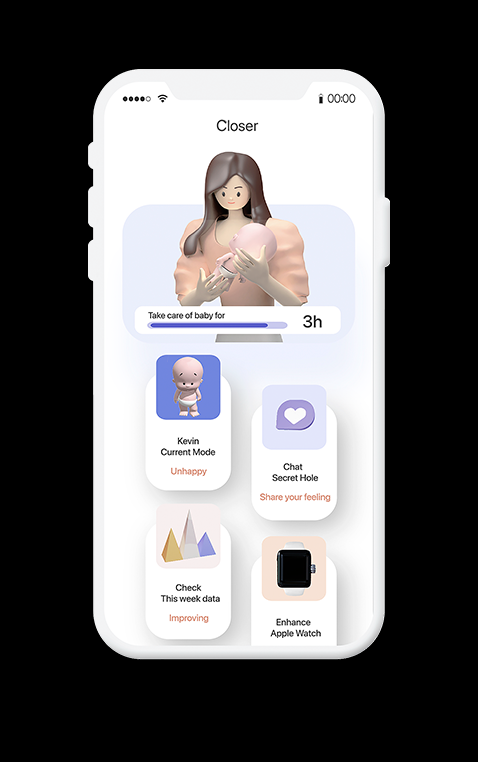 00:00
Closer
Take care of baby for
3h
Kevin
Current Mode
Unhappy
Chat
Secret Hole
Share your feeling
Check
This week data
Improving
Enhance
Apple Watch